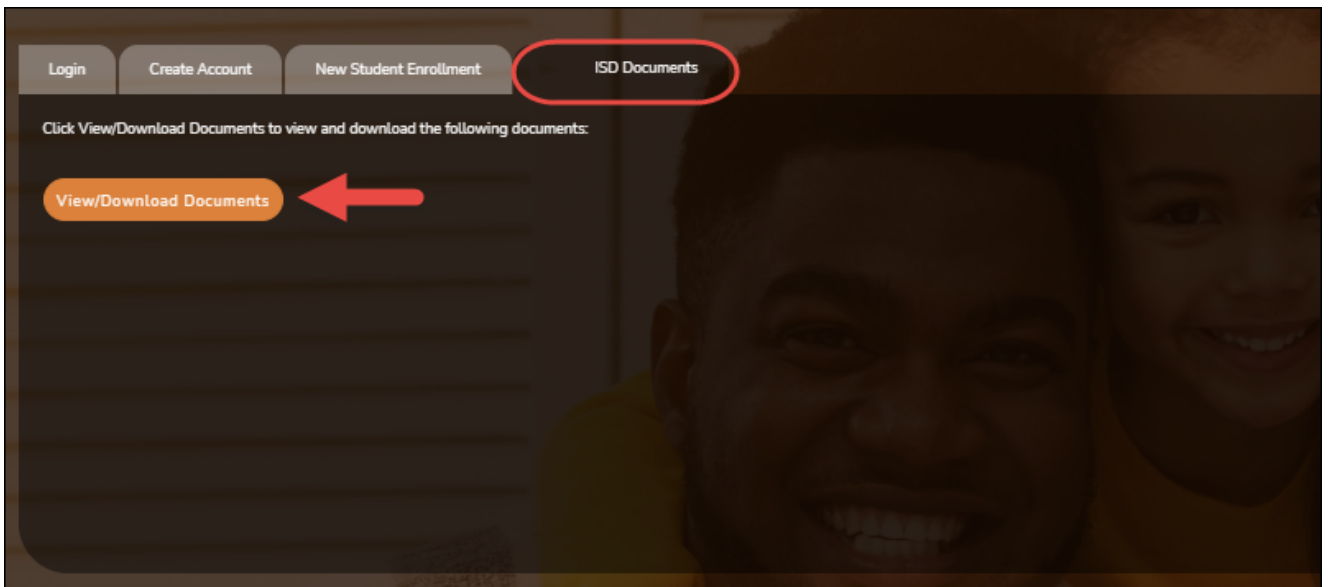 Login
Create Account
New Student Enrollment
ISD Documents
Click View/Download Documents to view and download the following documents:
View/Download Documents